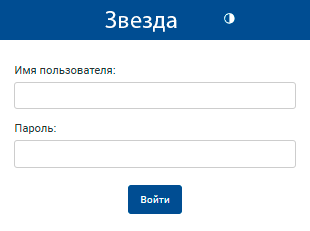 Звезда
Имя пользователя:
Пароль:
Войти